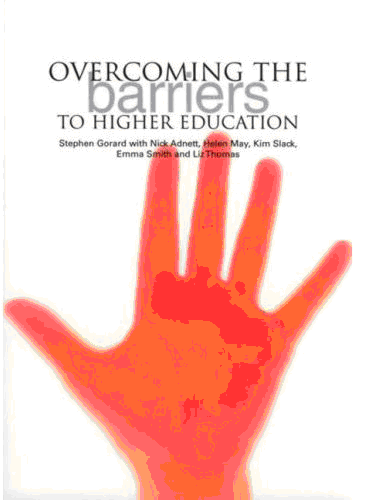 OVERCOMING THE
barriers
TO HIGHER EDUCATION
Stephen Gorard with Nick Adnett, Helen May, Kim Slack,
Emma Smith and Liz Thomas